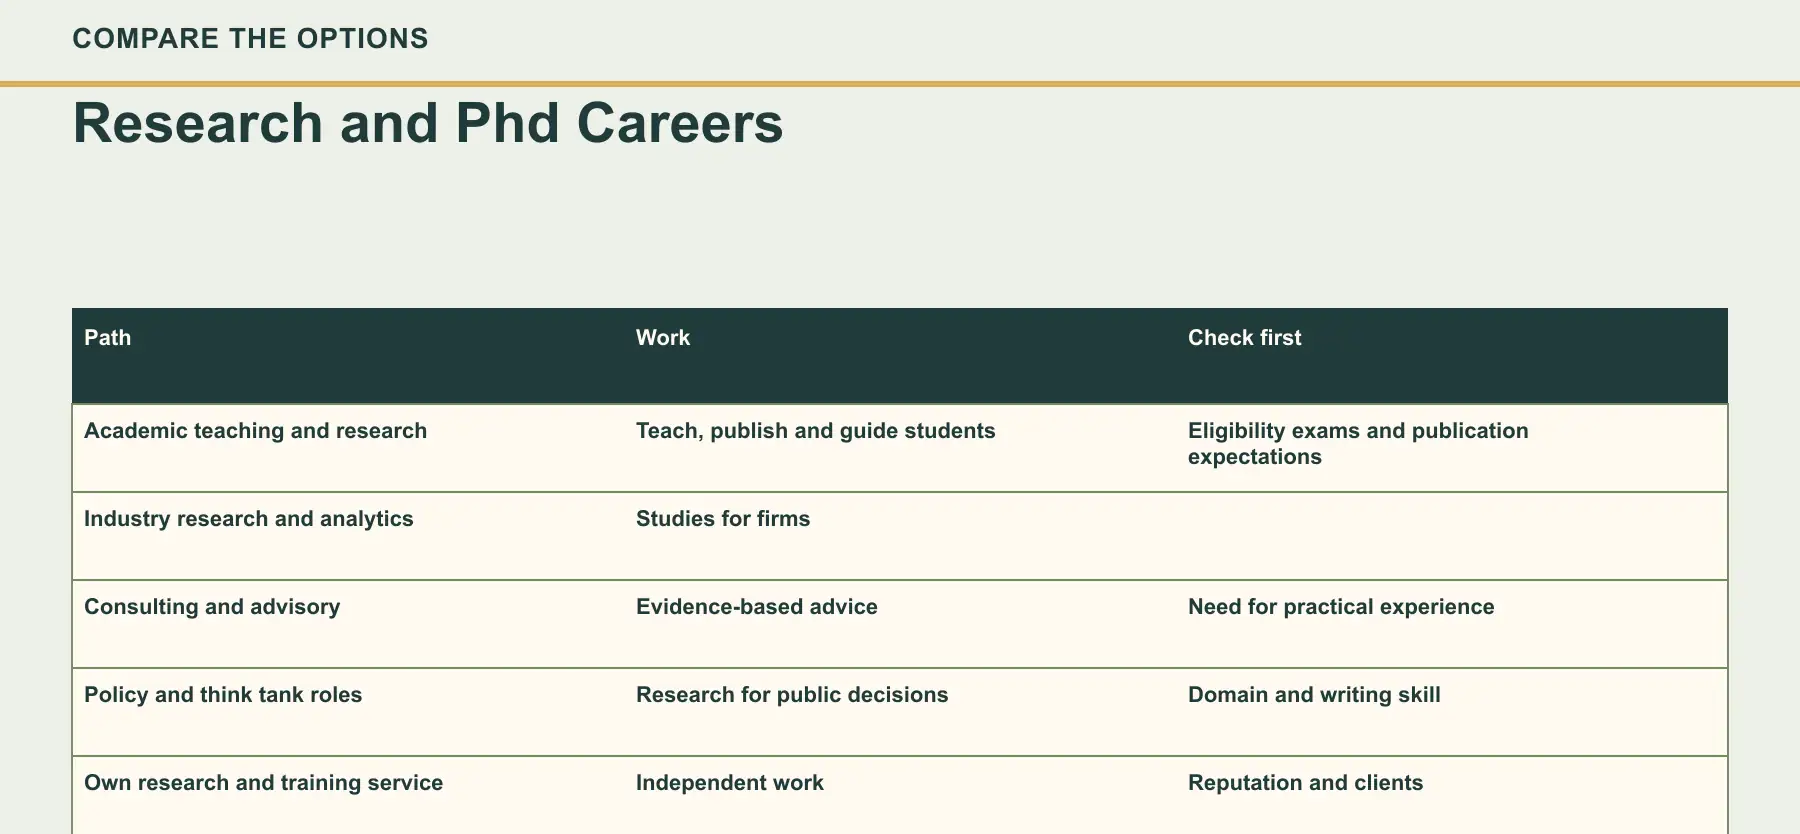 COMPARE THE OPTIONS
Research and Phd Careers
Path Work Check first
Academic teaching and research Teach, publish and guide students Eligibility exams and publication
expectations
Industry research and analytics Studies for firms
Consulting and advisory Evidence-based advice Need for practical experience
Policy and think tank roles Research for public decisions Domain and writing skill
Own research and training service Independent work Reputation and clients